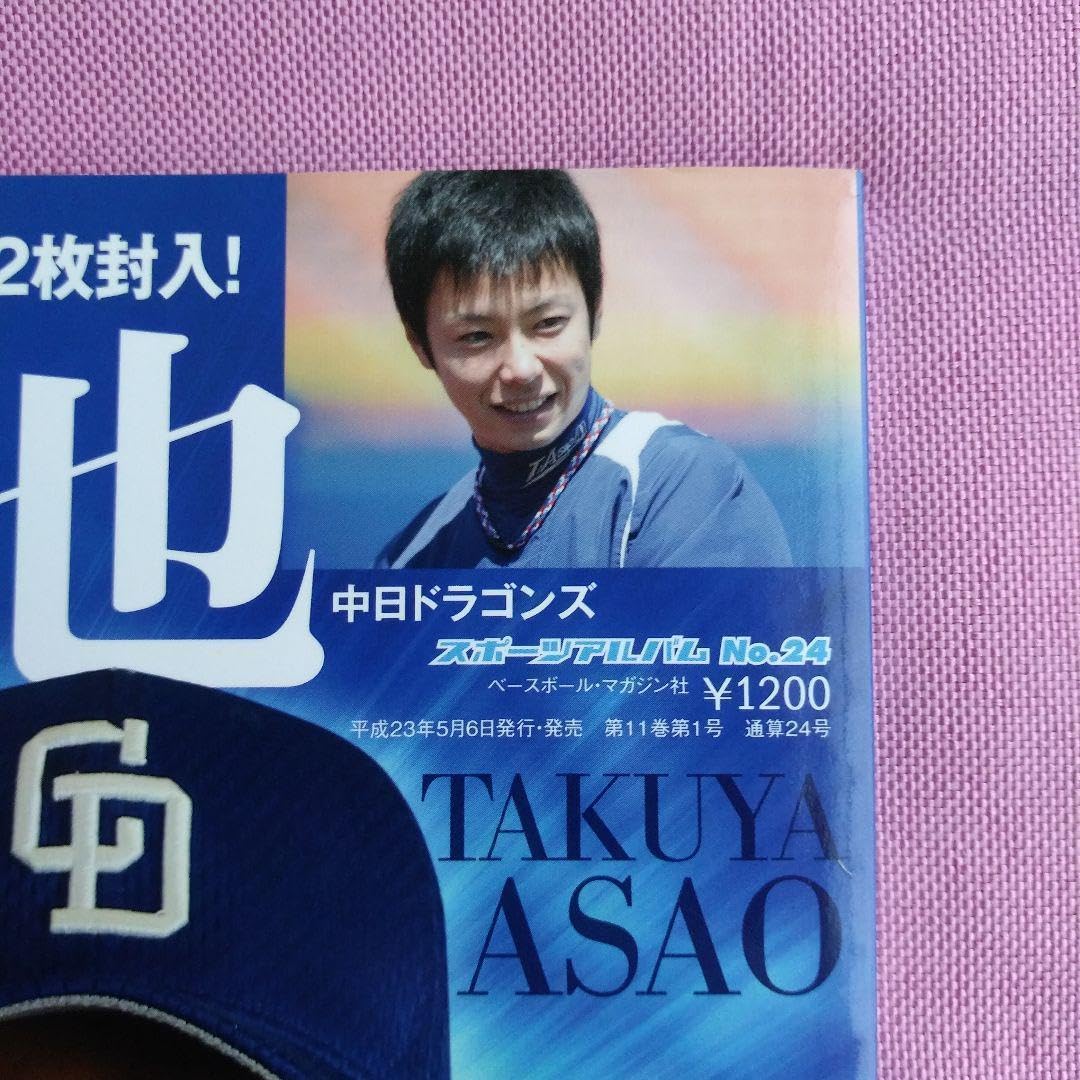 2枚封入!
也
T.Asao
中日ドラゴンズ
スポーツアルバム No.24
ベースボール・マガジン社 ¥1200
平成23年5月6日発行・発売 第11巻第1号 通算24号
CD
TAKUYA
ASAO